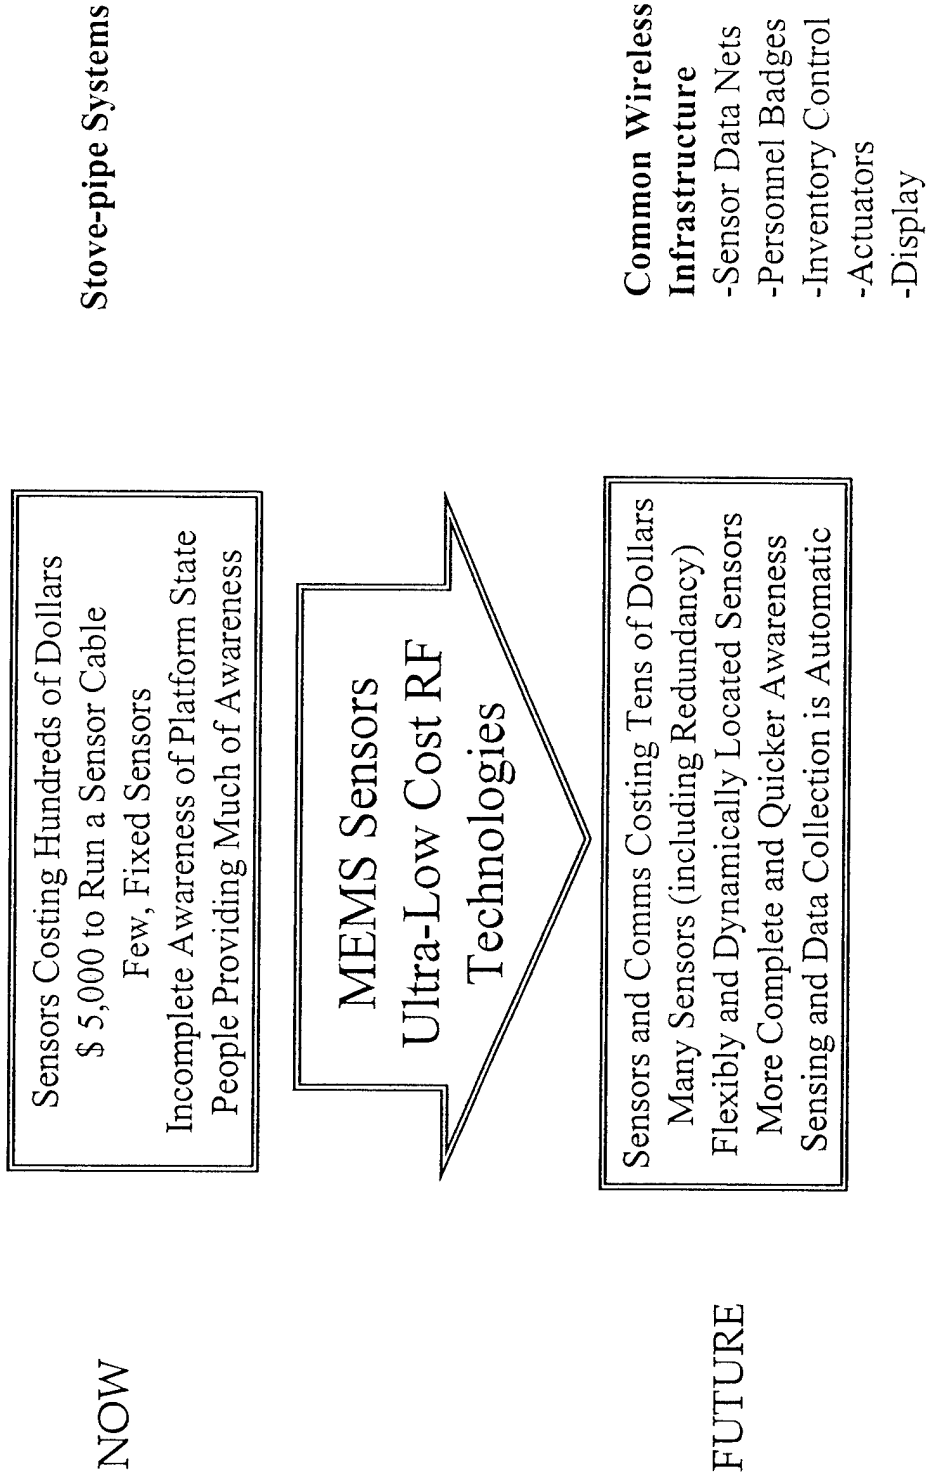 NOW
Sensors Costing Hundreds of Dollars
$ 5,000 to Run a Sensor Cable
Few, Fixed Sensors
Incomplete Awareness of Platform State
People Providing Much of Awareness
Stove-pipe Systems
MEMS Sensors
Ultra-Low Cost RF
Technologies
FUTURE
Sensors and Comms Costing Tens of Dollars
Many Sensors (including Redundancy)
Flexibly and Dynamically Located Sensors
More Complete and Quicker Awareness
Sensing and Data Collection is Automatic
Common Wireless
Infrastructure
-Sensor Data Nets
-Personnel Badges
-Inventory Control
-Actuators
-Display